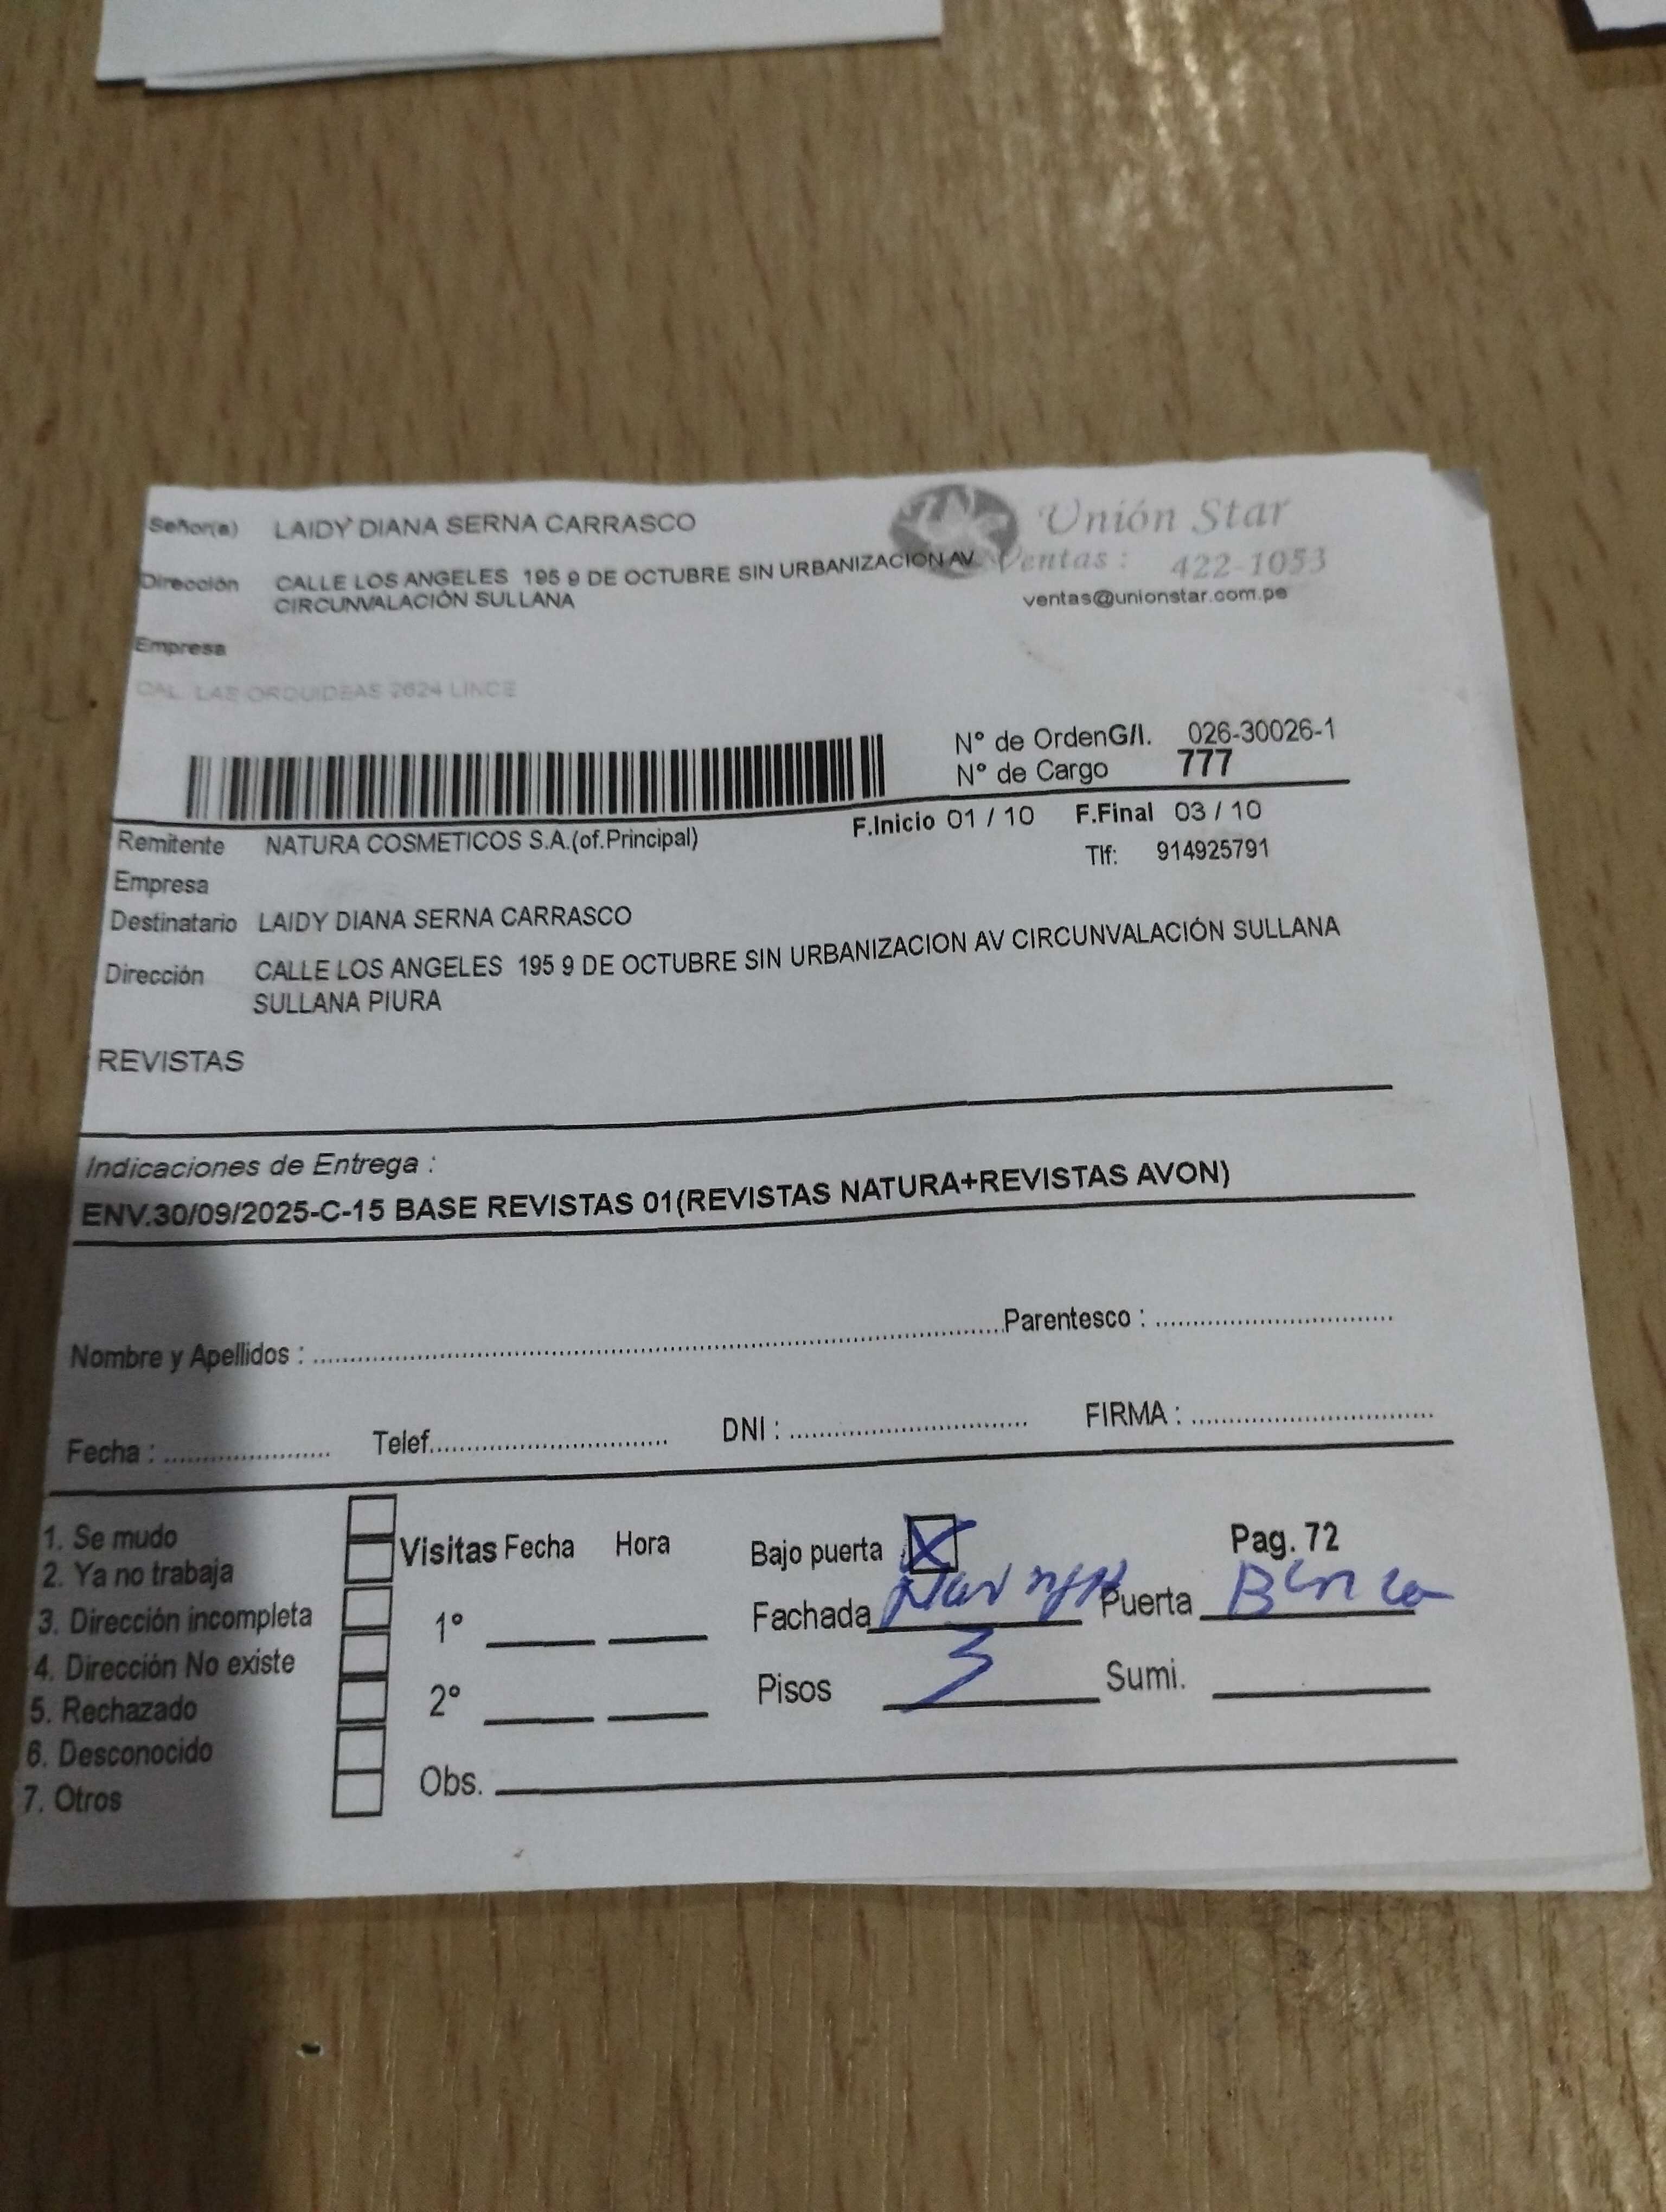 Señor(a) LAIDY DIANA SERNA CARRASCO
Unión Star
Ventas : 422-1053
ventas@unionstar.com.pe
Dirección CALLE LOS ANGELES 195 9 DE OCTUBRE SIN URBANIZACION AV
CIRCUNVALACIÓN SULLANA
Empresa
CAL. LAS ORQUIDEAS 2624 LINCE
N° de OrdenG/I. 026-30026-1
N° de Cargo 777
F.Inicio 01 / 10 F.Final 03 / 10
Remitente NATURA COSMETICOS S.A.(of.Principal)
Tlf: 914925791
Empresa
Destinatario LAIDY DIANA SERNA CARRASCO
Dirección CALLE LOS ANGELES 195 9 DE OCTUBRE SIN URBANIZACION AV CIRCUNVALACIÓN SULLANA
SULLANA PIURA
REVISTAS
Indicaciones de Entrega :
ENV.30/09/2025-C-15 BASE REVISTAS 01(REVISTAS NATURA+REVISTAS AVON)
Nombre y Apellidos : Parentesco :
Fecha : Telef. DNI : FIRMA :
1. Se mudo
2. Ya no trabaja
3. Dirección incompleta
4. Dirección No existe
5. Rechazado
6. Desconocido
7. Otros
Visitas Fecha Hora
1°
2°
Obs.
Bajo puerta X Pag. 72
Fachada Puerta
Pisos 3 Sumi.